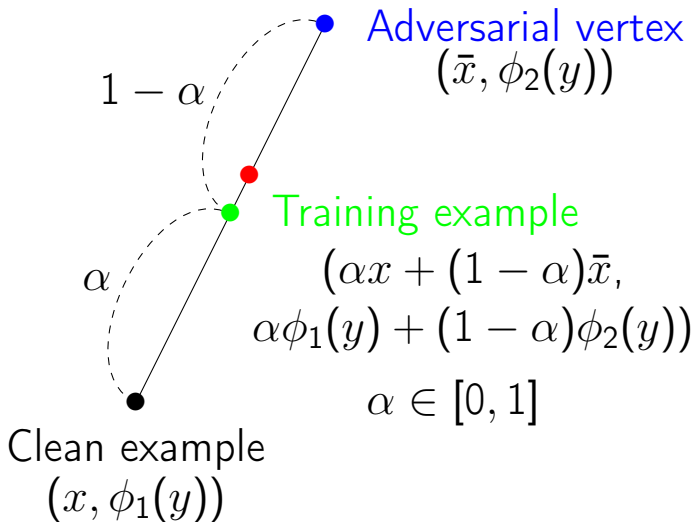 Adversarial vertex
(x̄, ϕ₂(y))
1 − α
Training example
(αx + (1 − α)x̄,
αϕ₁(y) + (1 − α)ϕ₂(y))
α
α ∈ [0, 1]
Clean example
(x, ϕ₁(y))